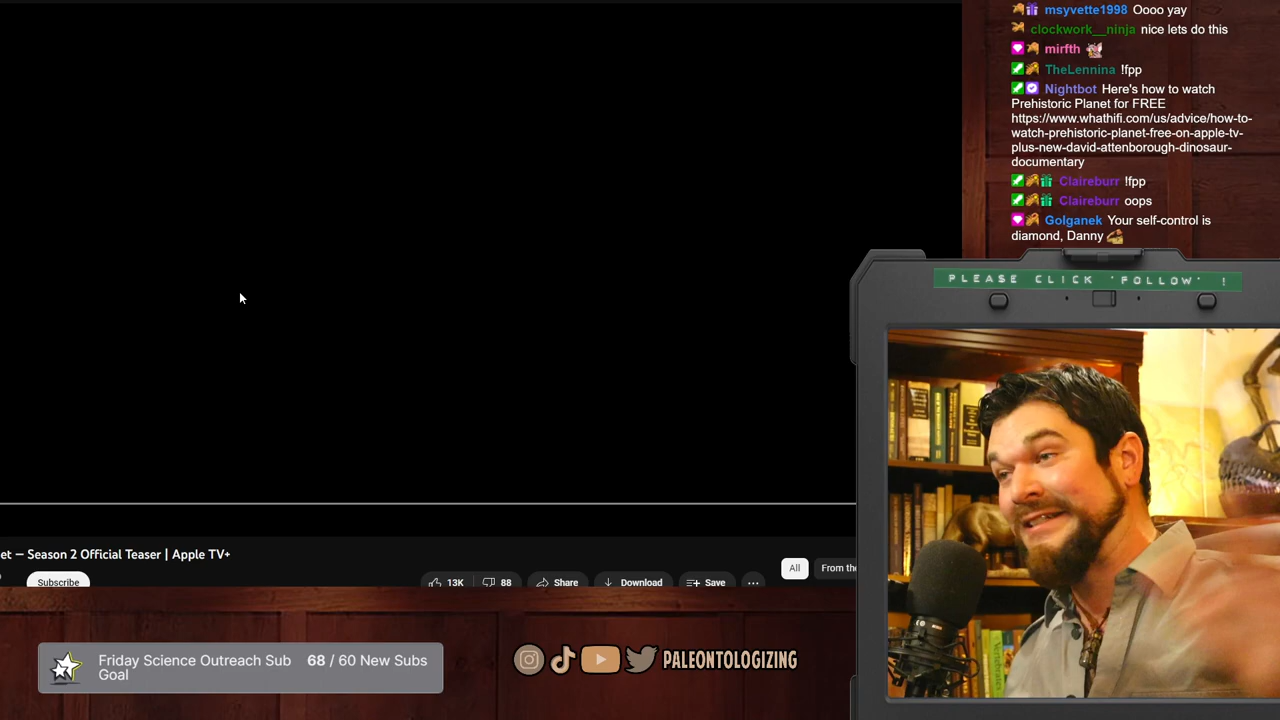 msyvette1998 Oooo yay
clockwork__ninja nice lets do this
mirfth
TheLennina !fpp
Nightbot Here's how to watch
Prehistoric Planet for FREE
https://www.whathifi.com/us/advice/how-to-
watch-prehistoric-planet-free-on-apple-tv-
plus-new-david-attenborough-dinosaur-
documentary
Claireburr !fpp
Claireburr oops
Golganek Your self-control is
diamond, Danny
PLEASE CLICK 'FOLLOW' !
et — Season 2 Official Teaser | Apple TV+
Subscribe
13K
88
Share
Download
Save
...
All
From the
Friday Science Outreach Sub
Goal
68 / 60 New Subs
PALEONTOLOGIZING
Vertebrates